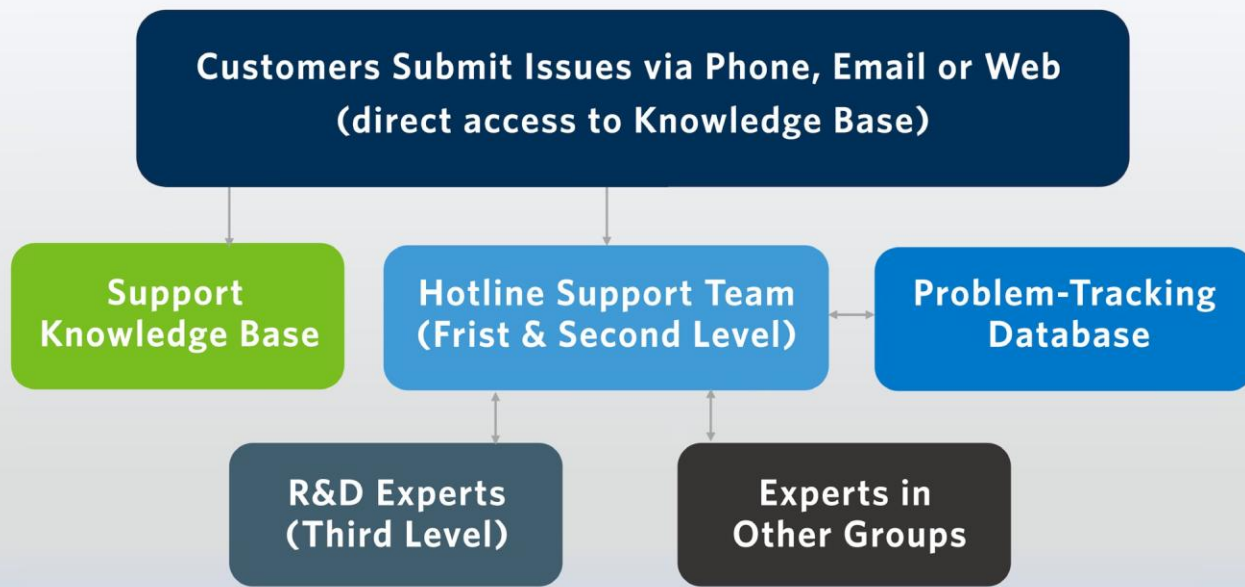 Customers Submit Issues via Phone, Email or Web
(direct access to Knowledge Base)
Support
Knowledge Base
Hotline Support Team
(Frist & Second Level)
Problem-Tracking
Database
R&D Experts
(Third Level)
Experts in
Other Groups